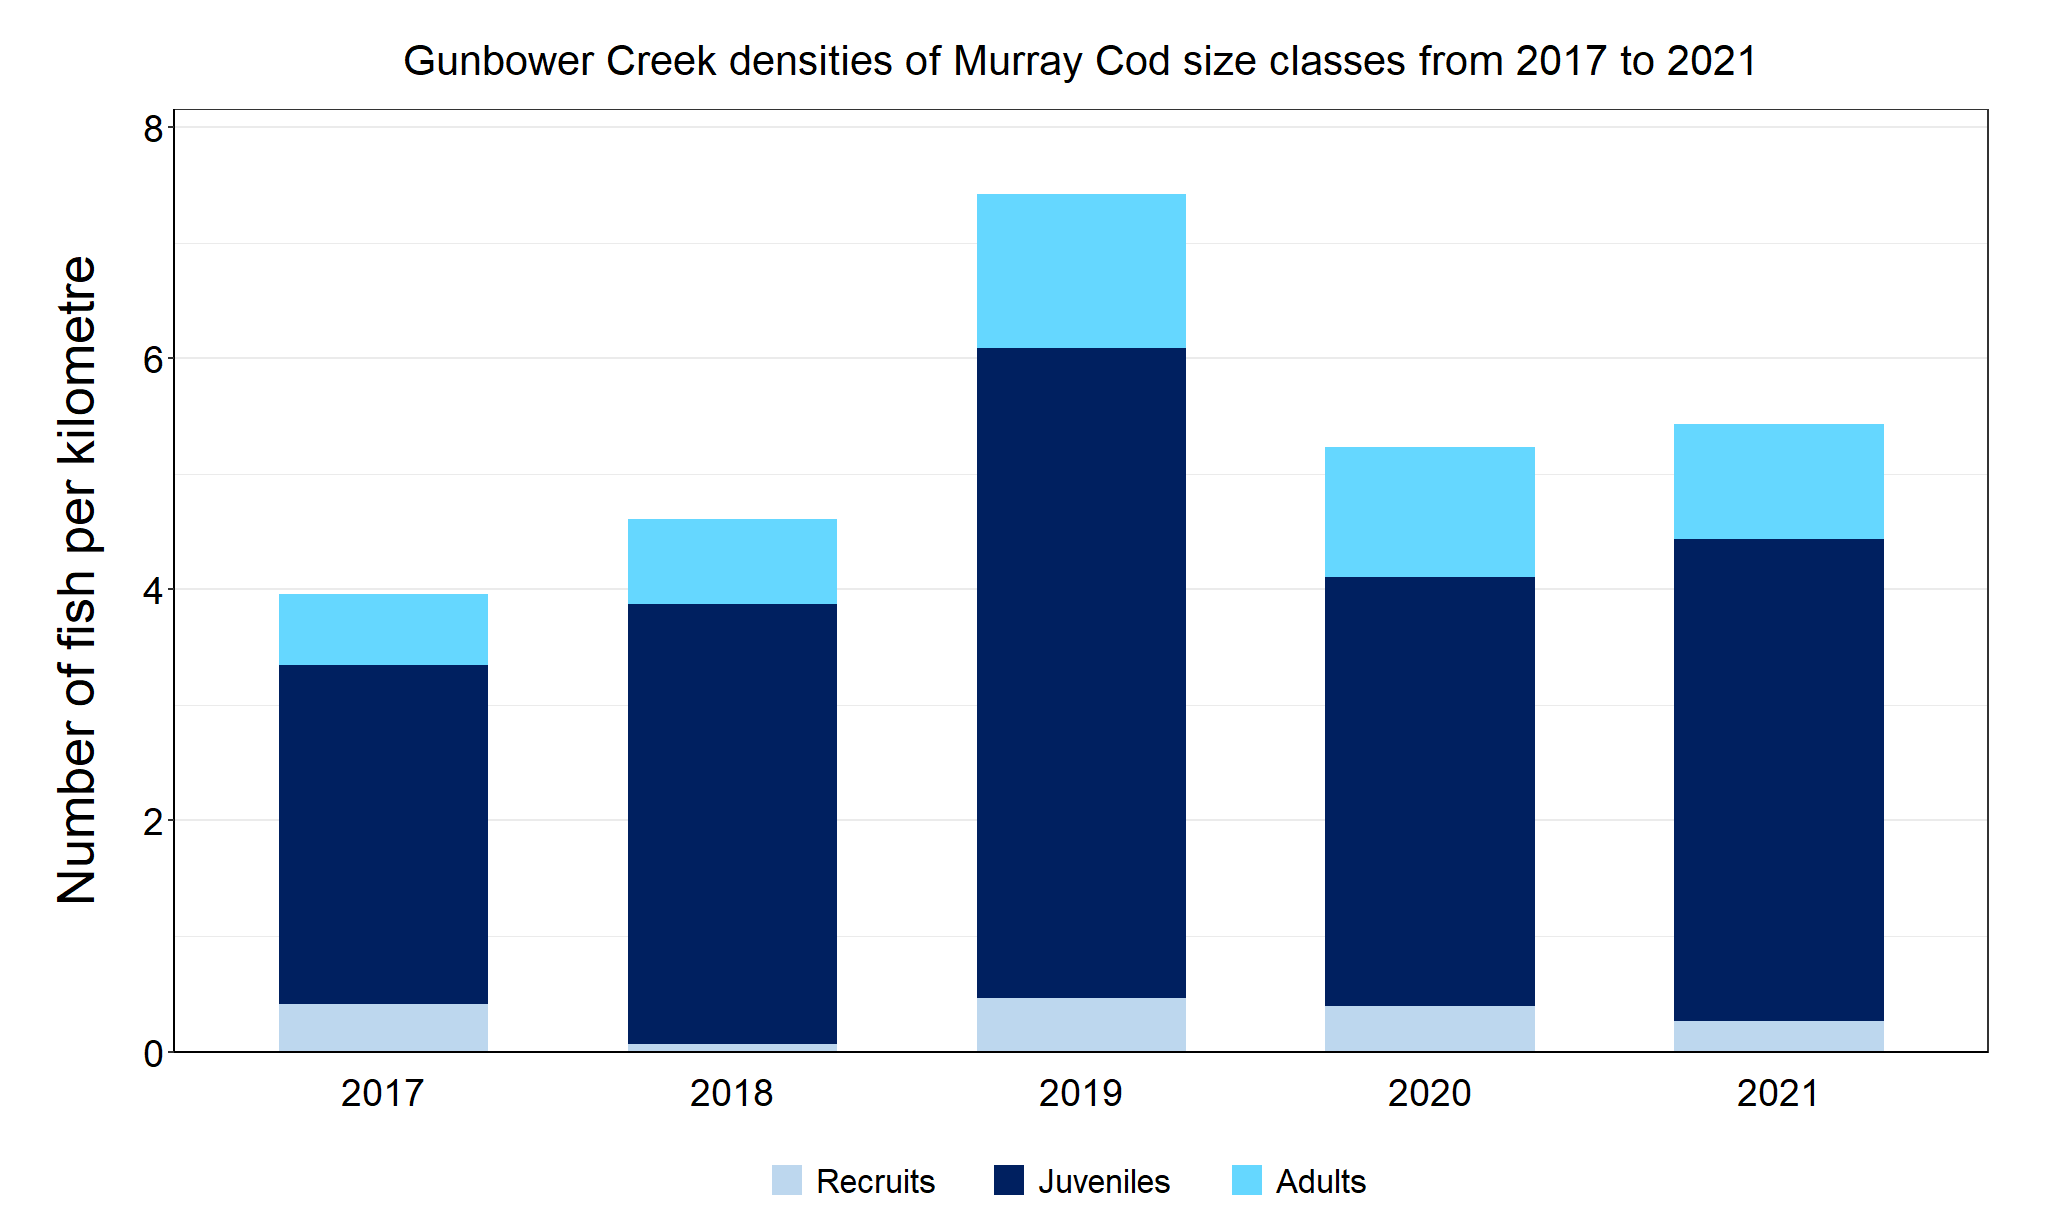 Gunbower Creek densities of Murray Cod size classes from 2017 to 2021
Number of fish per kilometre
8
6
4
2
0
2017 2018 2019 2020 2021
Recruits Juveniles Adults